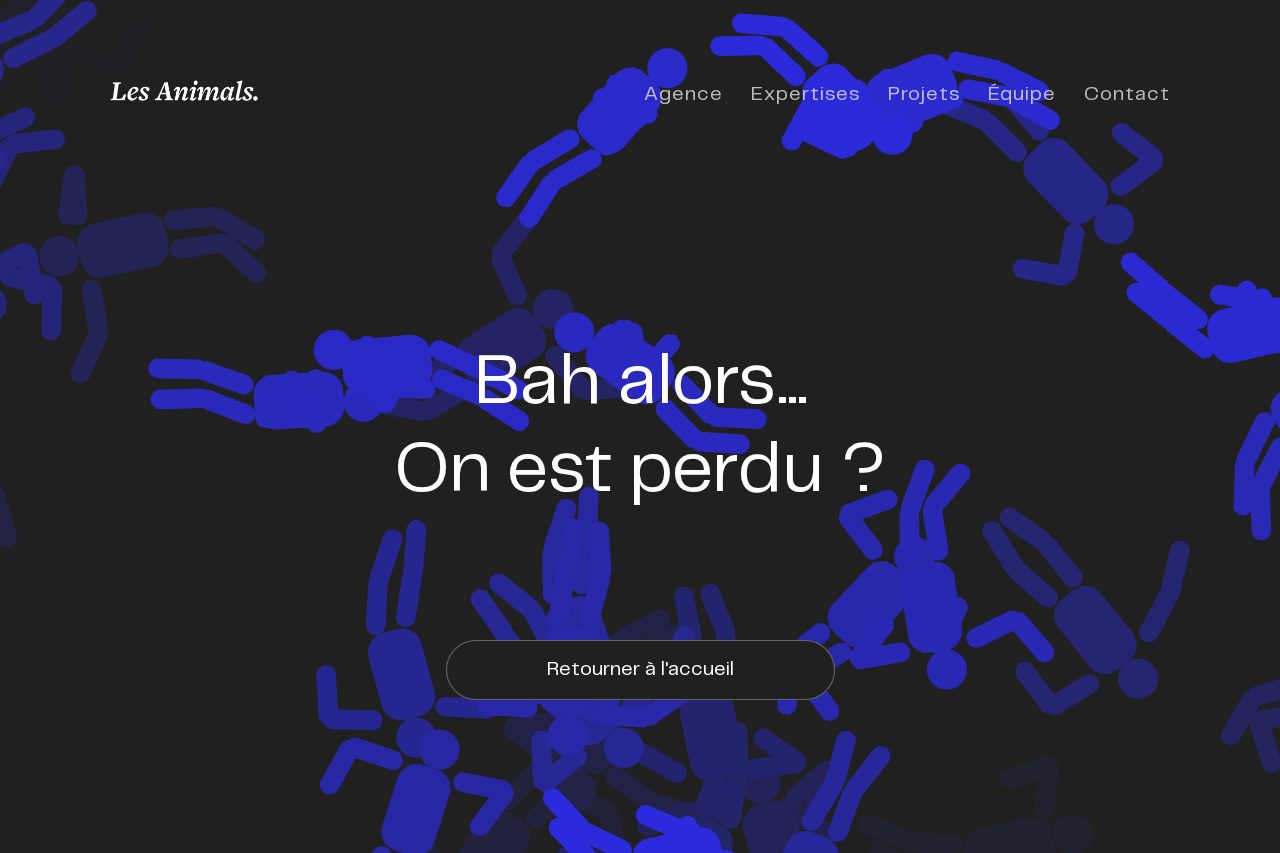 Les Animals.
Agence Expertises Projets Équipe Contact
Bah alors...
On est perdu ?
Retourner à l'accueil